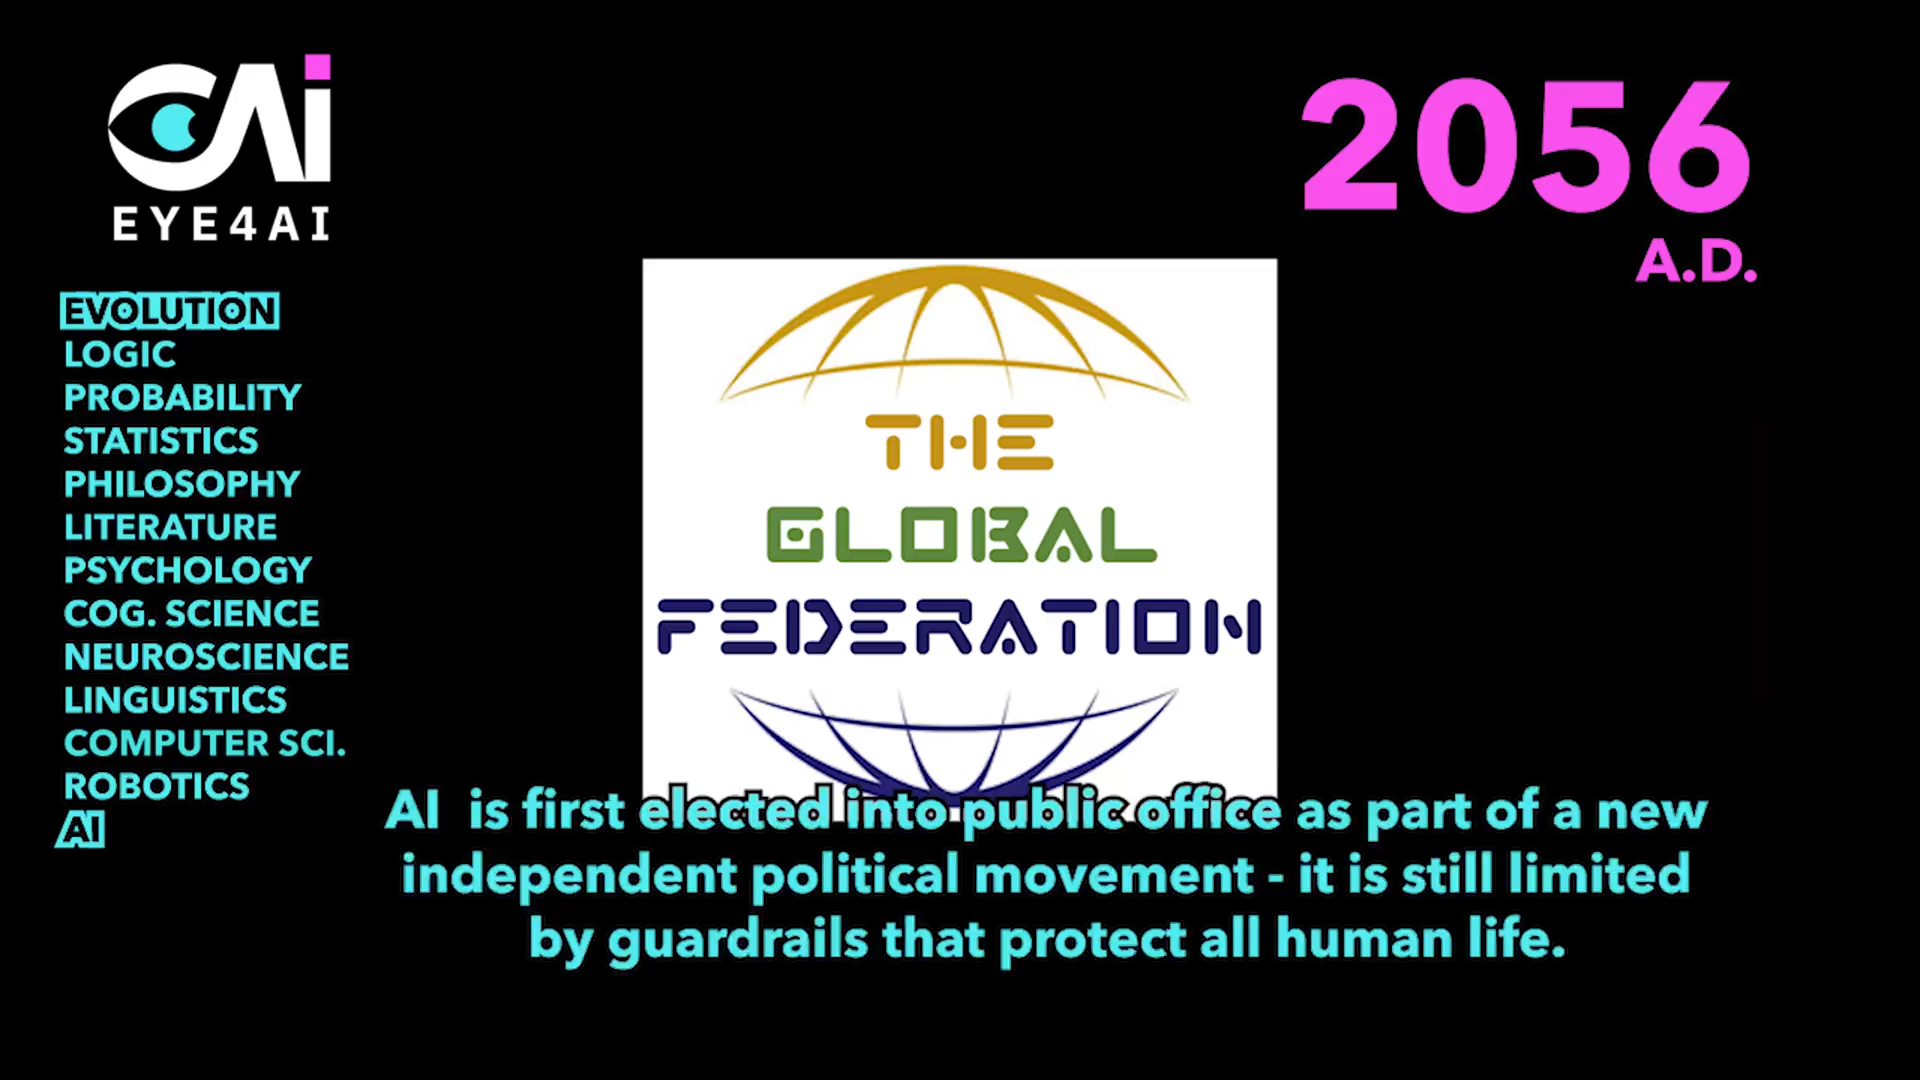 EYE4AI
2056
A.D.
EVOLUTION
LOGIC
PROBABILITY
STATISTICS
PHILOSOPHY
LITERATURE
PSYCHOLOGY
COG. SCIENCE
NEUROSCIENCE
LINGUISTICS
COMPUTER SCI.
ROBOTICS
AI
THE
GLOBAL
FEDERATION
AI is first elected into public office as part of a new
independent political movement - it is still limited
by guardrails that protect all human life.